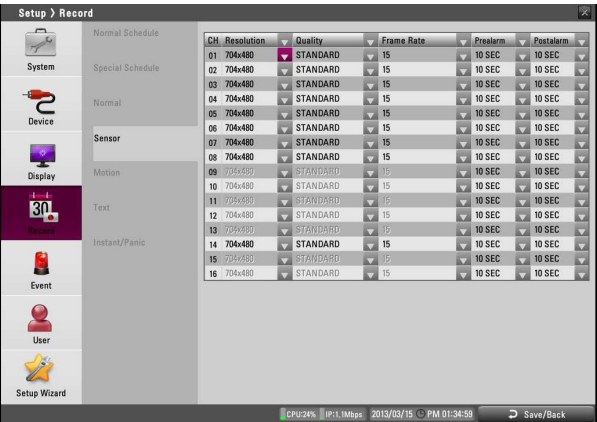 Setup > Record
System
Device
Display
30
Record
Event
User
Setup Wizard
Normal Schedule
Special Schedule
Normal
Sensor
Motion
Text
Instant/Panic
CH Resolution Quality Frame Rate Prealarm Postalarm
01 704x480 STANDARD 15 10 SEC 10 SEC
02 704x480 STANDARD 15 10 SEC 10 SEC
03 704x480 STANDARD 15 10 SEC 10 SEC
04 704x480 STANDARD 15 10 SEC 10 SEC
05 704x480 STANDARD 15 10 SEC 10 SEC
06 704x480 STANDARD 15 10 SEC 10 SEC
07 704x480 STANDARD 15 10 SEC 10 SEC
08 704x480 STANDARD 15 10 SEC 10 SEC
09 704x480 STANDARD 15 10 SEC 10 SEC
10 704x480 STANDARD 15 10 SEC 10 SEC
11 704x480 STANDARD 15 10 SEC 10 SEC
12 704x480 STANDARD 15 10 SEC 10 SEC
13 704x480 STANDARD 15 10 SEC 10 SEC
14 704x480 STANDARD 15 10 SEC 10 SEC
15 704x480 STANDARD 15 10 SEC 10 SEC
16 704x480 STANDARD 15 10 SEC 10 SEC
CPU:24% IP:1,1Mbps 2013/03/15 PM 01:34:59 Save/Back